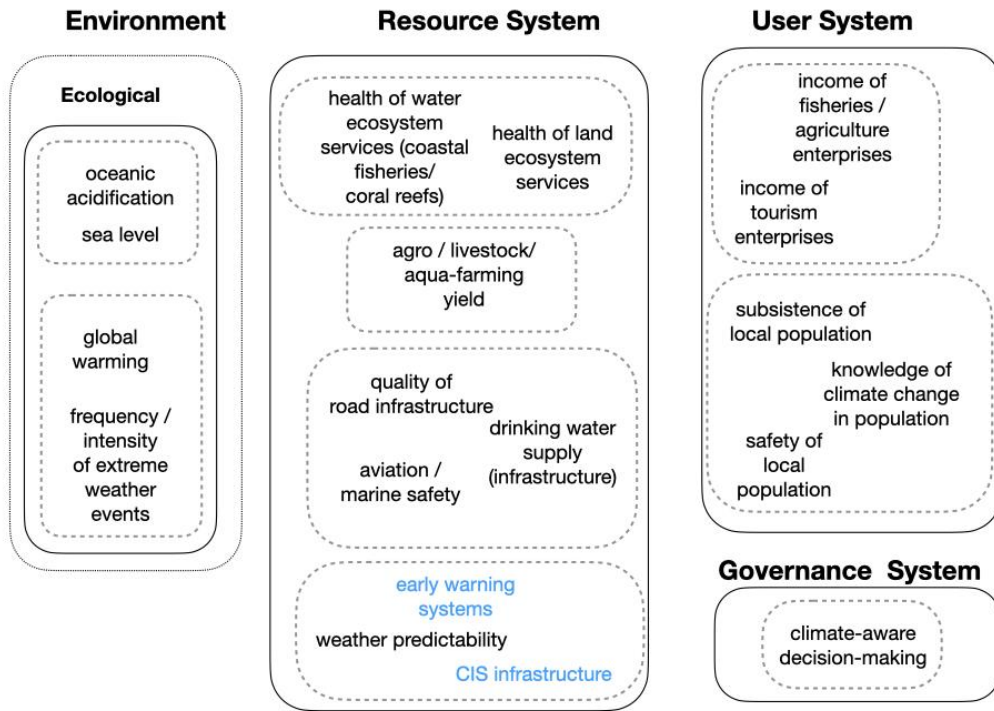 Environment
Resource System
User System
Ecological
oceanic
acidification
sea level
global
warming
frequency /
intensity
of extreme
weather
events
health of water
ecosystem
services (coastal
fisheries/
coral reefs)
health of land
ecosystem
services
agro / livestock/
aqua-farming
yield
quality of
road infrastructure
drinking water
supply
(infrastructure)
aviation /
marine safety
early warning
systems
weather predictability
CIS infrastructure
income of
fisheries /
agriculture
enterprises
income of
tourism
enterprises
subsistence of
local population
knowledge of
climate change
in population
safety of
local
population
Governance System
climate-aware
decision-making